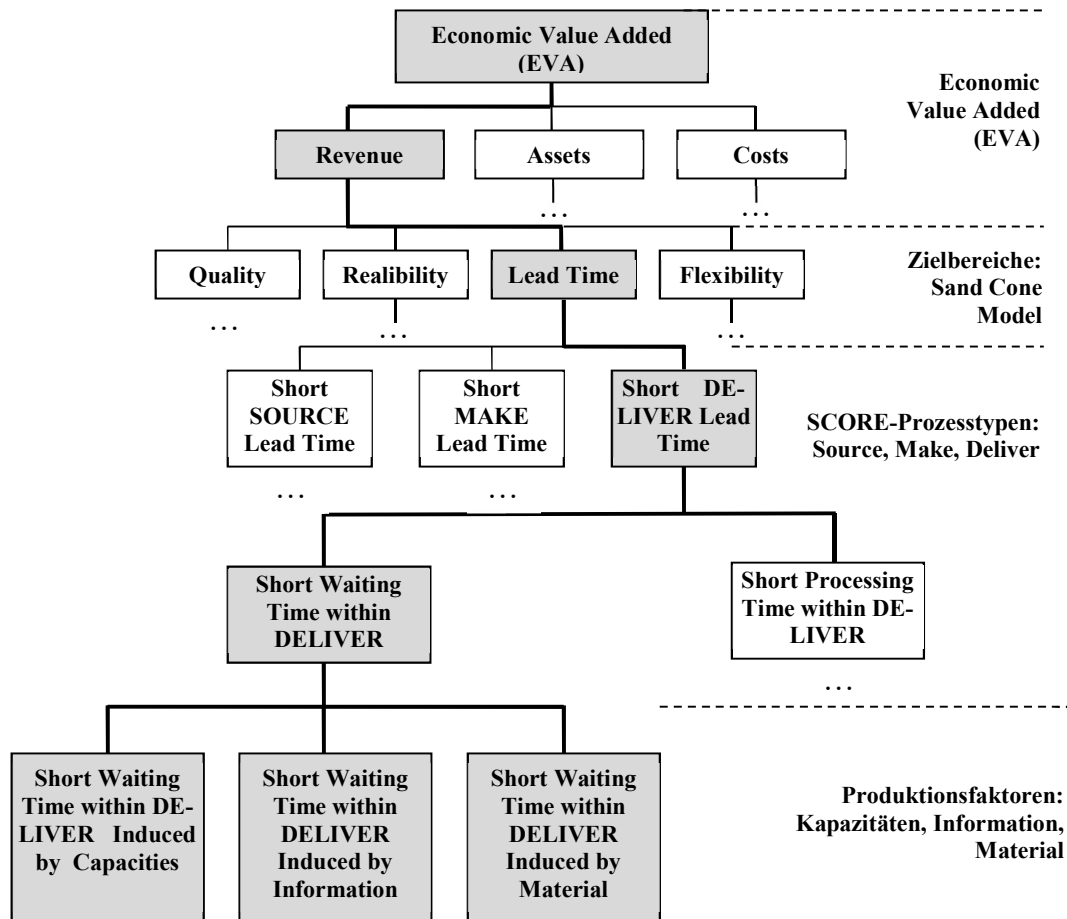 Economic Value Added
(EVA)
Economic
Value Added
(EVA)
Revenue
Assets
Costs
...
...
Quality
Realibility
Lead Time
Flexibility
Zielbereiche:
Sand Cone
Model
...
...
...
Short
SOURCE
Lead Time
Short
MAKE
Lead Time
Short DE-
LIVER Lead
Time
SCORE-Prozesstypen:
Source, Make, Deliver
...
...
Short Waiting
Time within
DELIVER
Short Processing
Time within DE-
LIVER
...
Short Waiting
Time within DE-
LIVER Induced
by Capacities
Short Waiting
Time within
DELIVER
Induced by
Information
Short Waiting
Time within
DELIVER
Induced by
Material
Produktionsfaktoren:
Kapazitäten, Information,
Material